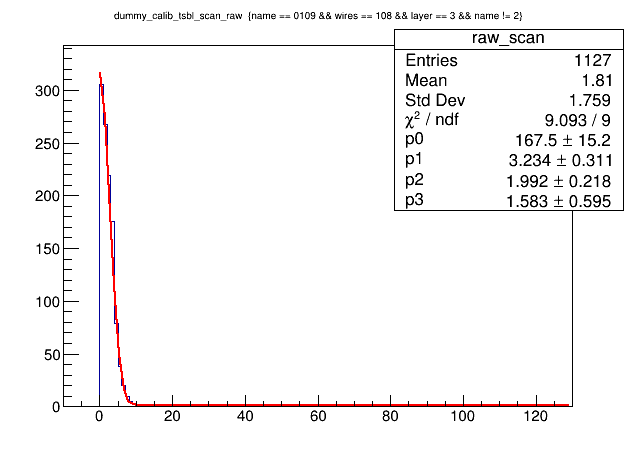 dummy_calib_tsbl_scan_raw {name == 0109 && wires == 108 && layer == 3 && name != 2}
raw_scan
Entries 1127
Mean 1.81
Std Dev 1.759
χ² / ndf 9.093 / 9
p0 167.5 ± 15.2
p1 3.234 ± 0.311
p2 1.992 ± 0.218
p3 1.583 ± 0.595
300
250
200
150
100
50
0
0 20 40 60 80 100 120